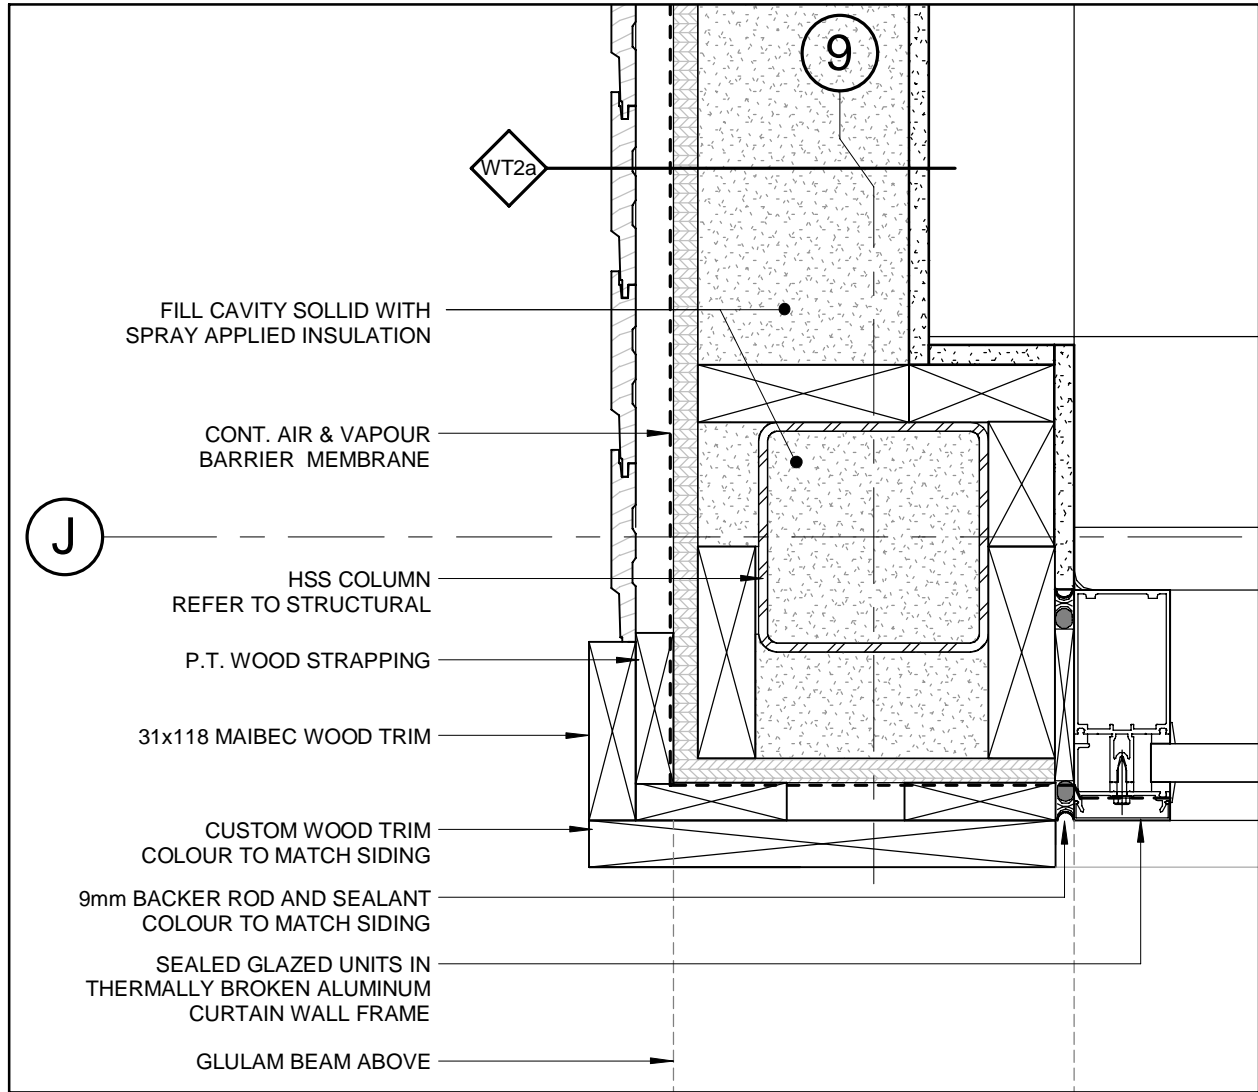 9
WT2a
FILL CAVITY SOLLID WITH
SPRAY APPLIED INSULATION
CONT. AIR & VAPOUR
BARRIER MEMBRANE
J
HSS COLUMN
REFER TO STRUCTURAL
P.T. WOOD STRAPPING
31x118 MAIBEC WOOD TRIM
CUSTOM WOOD TRIM
COLOUR TO MATCH SIDING
9mm BACKER ROD AND SEALANT
COLOUR TO MATCH SIDING
SEALED GLAZED UNITS IN
THERMALLY BROKEN ALUMINUM
CURTAIN WALL FRAME
GLULAM BEAM ABOVE